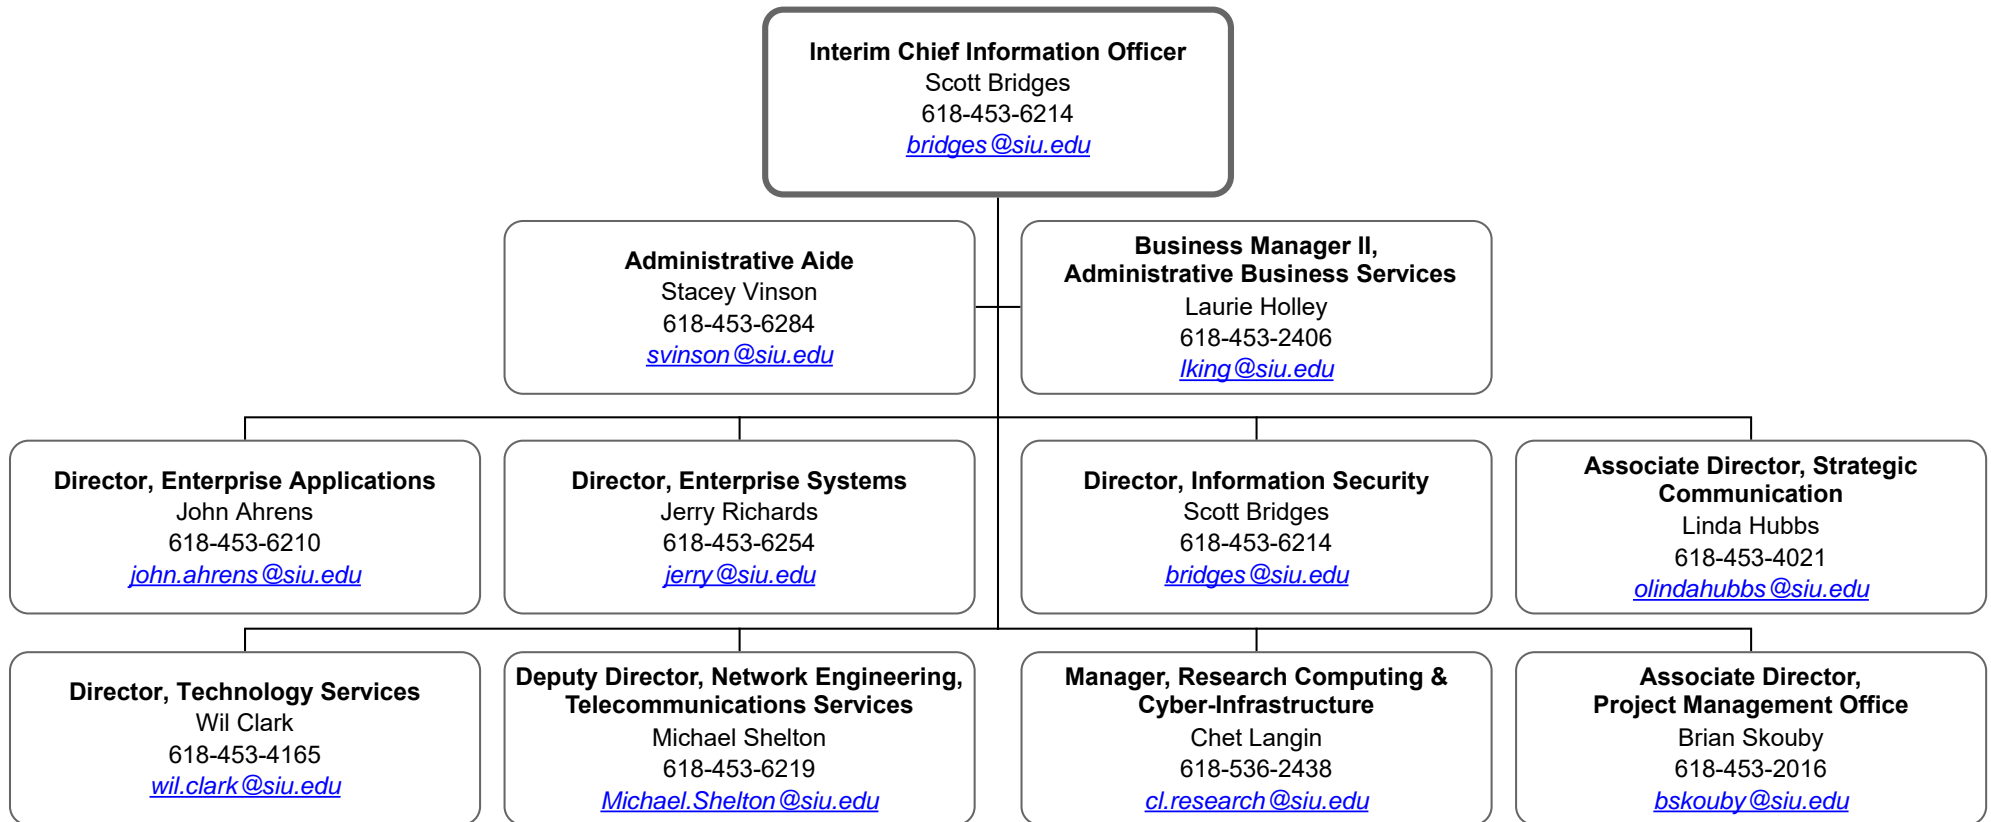 Interim Chief Information Officer
Scott Bridges
618-453-6214
bridges@siu.edu
Administrative Aide
Stacey Vinson
618-453-6284
svinson@siu.edu
Business Manager II,
Administrative Business Services
Laurie Holley
618-453-2406
lking@siu.edu
Director, Enterprise Applications
John Ahrens
618-453-6210
john.ahrens@siu.edu
Director, Enterprise Systems
Jerry Richards
618-453-6254
jerry@siu.edu
Director, Information Security
Scott Bridges
618-453-6214
bridges@siu.edu
Associate Director, Strategic
Communication
Linda Hubbs
618-453-4021
olindahubbs@siu.edu
Director, Technology Services
Wil Clark
618-453-4165
wil.clark@siu.edu
Deputy Director, Network Engineering,
Telecommunications Services
Michael Shelton
618-453-6219
Michael.Shelton@siu.edu
Manager, Research Computing &
Cyber-Infrastructure
Chet Langin
618-536-2438
cl.research@siu.edu
Associate Director,
Project Management Office
Brian Skouby
618-453-2016
bskouby@siu.edu